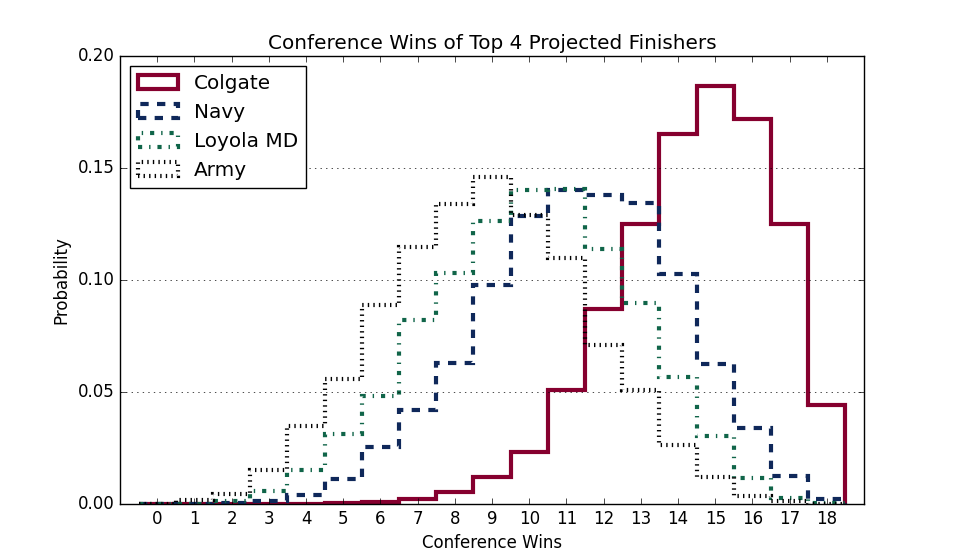 Conference Wins of Top 4 Projected Finishers
0.20
0.15
0.10
0.05
0.00
Probability
Colgate
Navy
Loyola MD
Army
0 1 2 3 4 5 6 7 8 9 10 11 12 13 14 15 16 17 18
Conference Wins